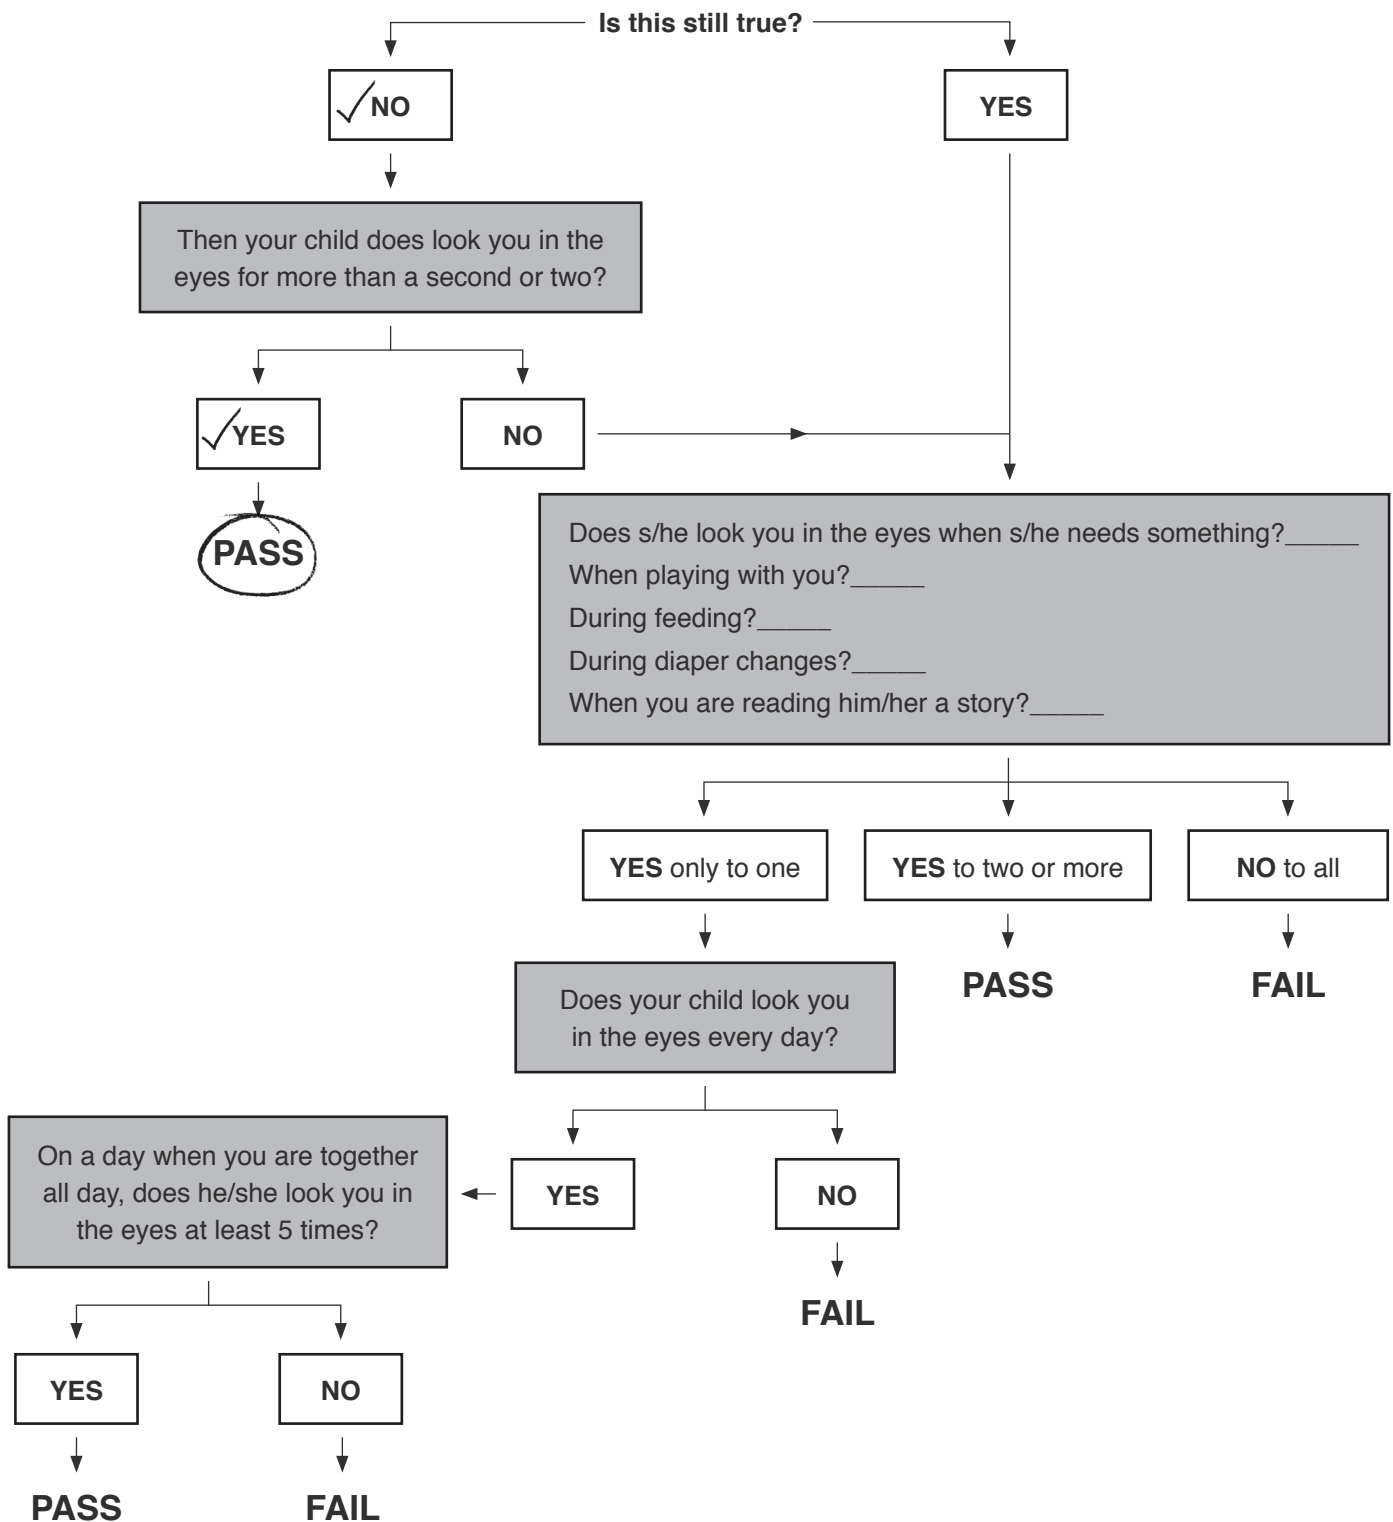 Is this still true?
NO
YES
Then your child does look you in the
eyes for more than a second or two?
YES
NO
PASS
Does s/he look you in the eyes when s/he needs something?_____
When playing with you?_____
During feeding?_____
During diaper changes?_____
When you are reading him/her a story?_____
YES only to one
YES to two or more
NO to all
PASS
FAIL
Does your child look you
in the eyes every day?
YES
NO
FAIL
On a day when you are together
all day, does he/she look you in
the eyes at least 5 times?
YES
NO
PASS
FAIL